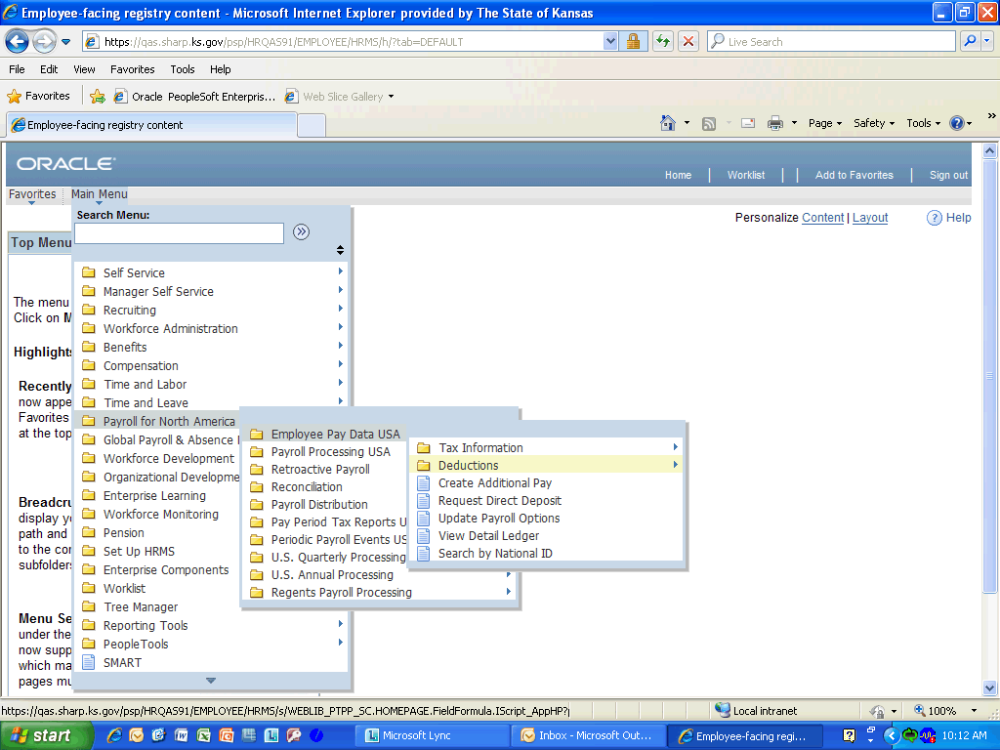 Employee-facing registry content - Microsoft Internet Explorer provided by The State of Kansas
https://qas.sharp.ks.gov/psp/HRQAS91/EMPLOYEE/HRMS/h/?tab=DEFAULT
Live Search
File Edit View Favorites Tools Help
Favorites Oracle PeopleSoft Enterpris... Web Slice Gallery
Employee-facing registry content
Page Safety Tools »
ORACLE®
Home Worklist Add to Favorites Sign out
Favorites Main Menu
Search Menu:
Personalize Content | Layout ? Help
Top Menu
Self Service
Manager Self Service
Recruiting
Workforce Administration
Benefits
Compensation
Time and Labor
Time and Leave
Payroll for North America
Global Payroll & Absence
Workforce Development
Organizational Developme
Enterprise Learning
Workforce Monitoring
Pension
Set Up HRMS
Enterprise Components
Worklist
Tree Manager
Reporting Tools
PeopleTools
SMART
Employee Pay Data USA
Payroll Processing USA
Retroactive Payroll
Reconciliation
Payroll Distribution
Pay Period Tax Reports U
Periodic Payroll Events US
U.S. Quarterly Processing
U.S. Annual Processing
Regents Payroll Processing
Tax Information
Deductions
Create Additional Pay
Request Direct Deposit
Update Payroll Options
View Detail Ledger
Search by National ID
The menu
Click on M
Highlights
Recently
now appe
Favorites
at the top
Breadcru
display yo
path and
to the con
subfolders
Menu Se
under the
now supp
which ma
pages mu
https://qas.sharp.ks.gov/psp/HRQAS91/EMPLOYEE/HRMS/s/WEBLIB_PTPP_SC.HOMEPAGE.FieldFormula.IScript_AppHP?p
Local intranet 100%
start Microsoft Lync Inbox - Microsoft Out... Employee-facing regi... 10:12 AM